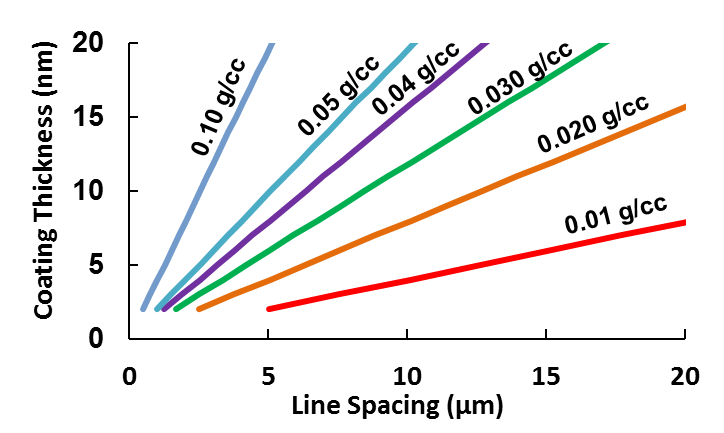 Coating Thickness (nm)
20
15
10
5
0
0.10 g/cc
0.05 g/cc
0.04 g/cc
0.030 g/cc
0.020 g/cc
0.01 g/cc
0 5 10 15 20
Line Spacing (μm)